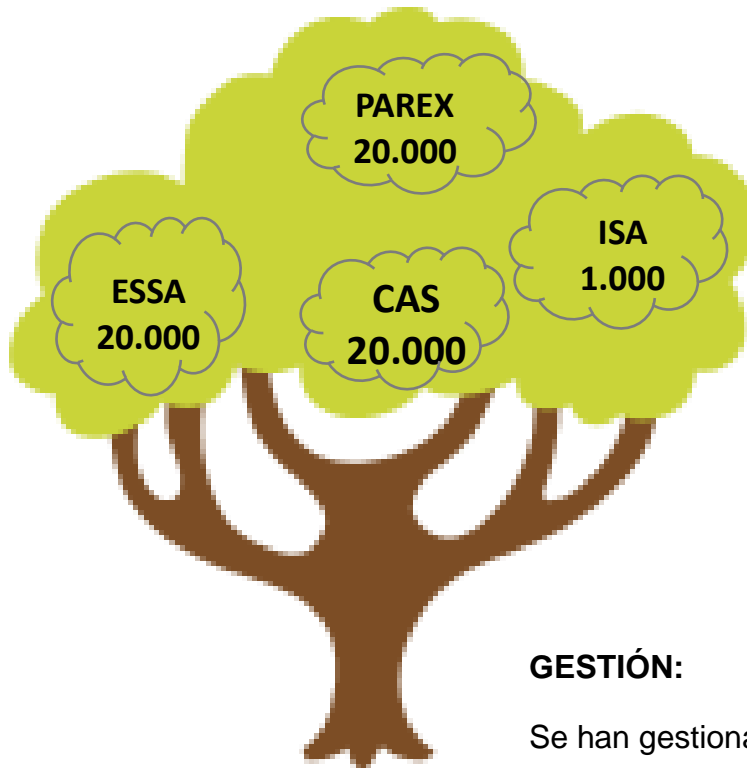 PAREX
20.000
ISA
1.000
ESSA
20.000
CAS
20.000
GESTIÓN:
Se han gestiona